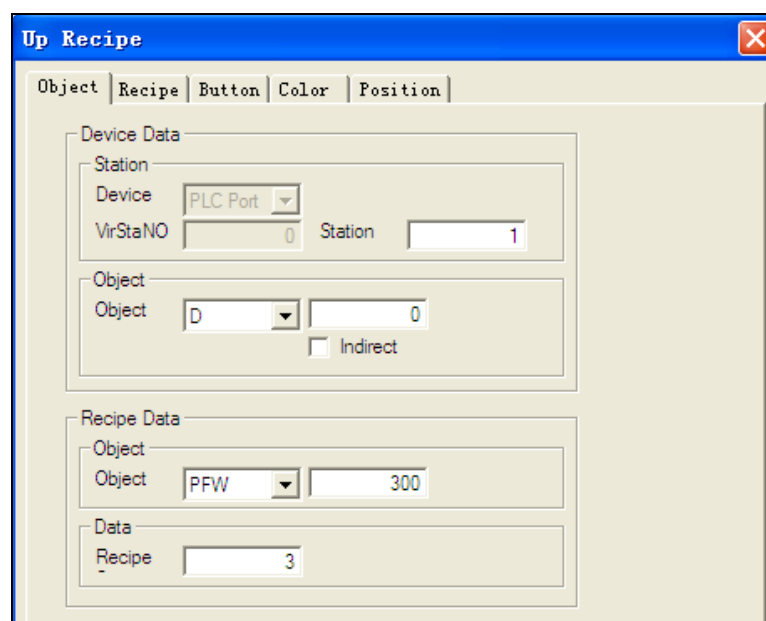 Up Recipe
Object Recipe Button Color Position
Device Data
Station
Device PLC Port
VirStaNO 0 Station 1
Object
Object D 0
Indirect
Recipe Data
Object
Object PFW 300
Data
Recipe 3